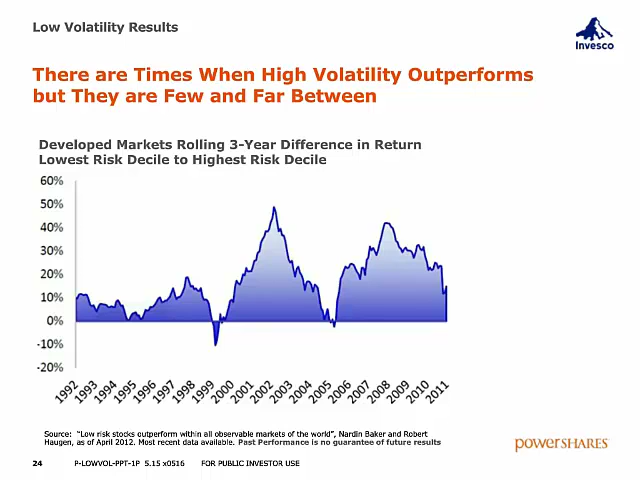 Low Volatility Results
Invesco
There are Times When High Volatility Outperforms
but They are Few and Far Between
Developed Markets Rolling 3-Year Difference in Return
Lowest Risk Decile to Highest Risk Decile
60%
50%
40%
30%
20%
10%
0%
-10%
-20%
1992
1993
1994
1995
1996
1997
1998
1999
2000
2001
2002
2003
2004
2005
2006
2007
2008
2009
2010
2011
Source: "Low risk stocks outperform within all observable markets of the world", Nardin Baker and Robert
Haugen, as of April 2012. Most recent data available. Past Performance is no guarantee of future results
powerSHARES
24 P-LOWVOL-PPT-1P 5.15 x0516 FOR PUBLIC INVESTOR USE